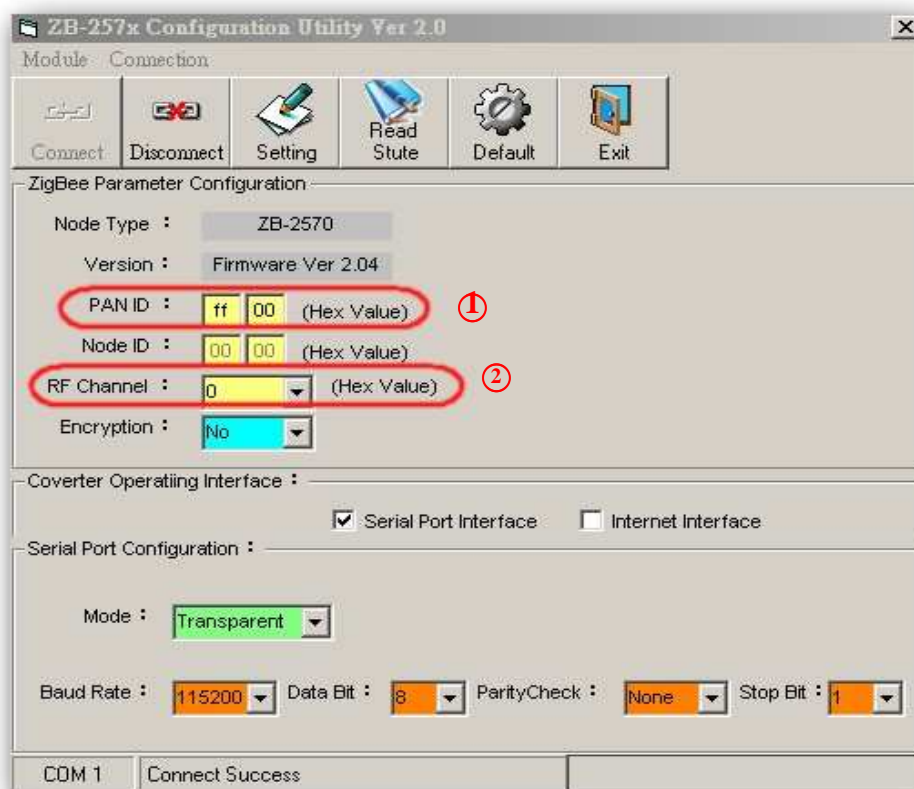 ZB-257x Configuration Utility Ver 2.0
Module Connection
Connect Disconnect Setting Read Stute Default Exit
ZigBee Parameter Configuration
Node Type : ZB-2570
Version : Firmware Ver 2.04
PAN ID : ff 00 (Hex Value) ①
Node ID : 00 00 (Hex Value)
RF Channel : 0 (Hex Value) ②
Encryption : No
Coverter Operatiing Interface :
Serial Port Interface Internet Interface
Serial Port Configuration :
Mode : Transparent
Baud Rate : 115200 Data Bit : 8 ParityCheck : None Stop Bit : 1
COM 1 Connect Success